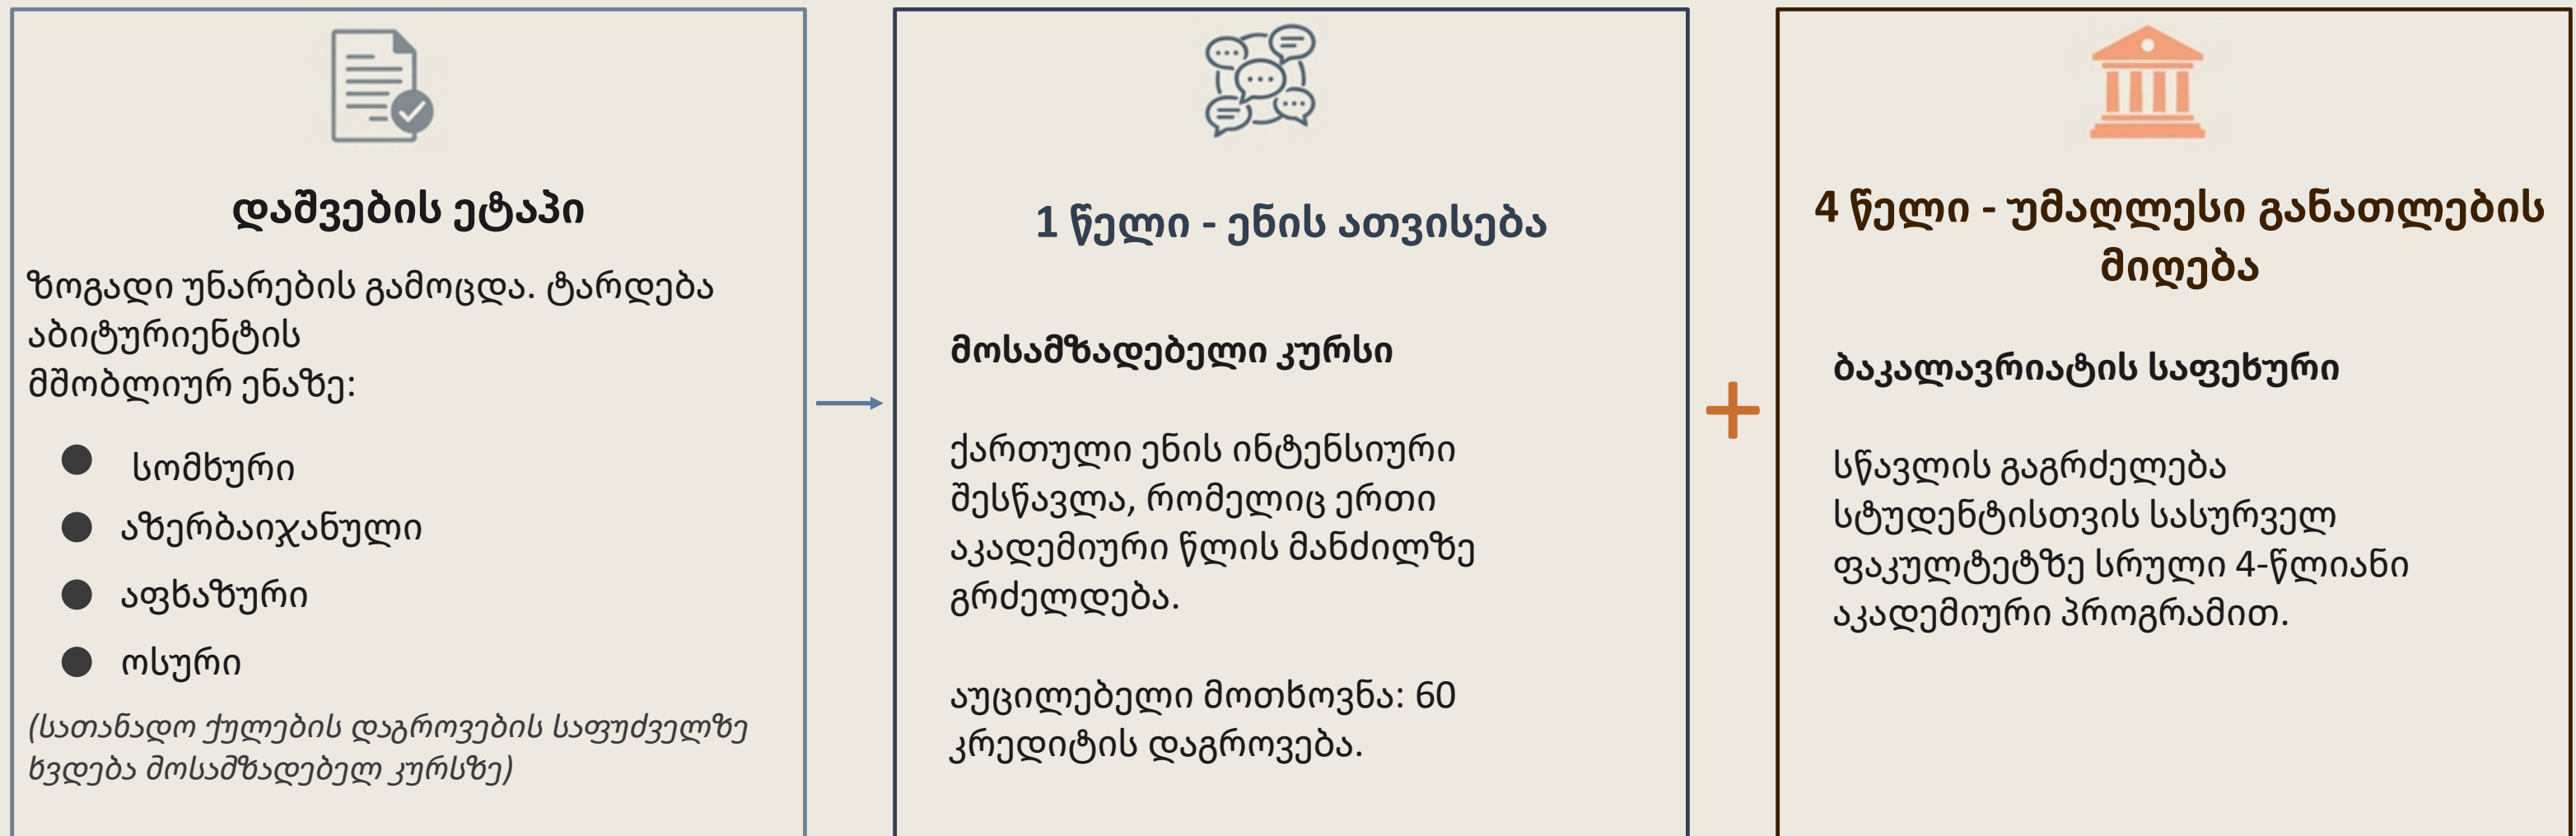 დაშვების ეტაპი
ზოგადი უნარების გამოცდა. ტარდება
აბიტურიენტის
მშობლიურ ენაზე:
● სომხური
● აზერბაიჯანული
● აფხაზური
● ოსური
(სათანადო ქულების დაგროვების საფუძველზე
ხვდება მოსამზადებელ კურსზე)
1 წელი - ენის ათვისება
მოსამზადებელი კურსი
ქართული ენის ინტენსიური
შესწავლა, რომელიც ერთი
აკადემიური წლის მანძილზე
გრძელდება.
აუცილებელი მოთხოვნა: 60
კრედიტის დაგროვება.
+
4 წელი - უმაღლესი განათლების
მიღება
ბაკალავრიატის საფეხური
სწავლის გაგრძელება
სტუდენტისთვის სასურველ
ფაკულტეტზე სრული 4-წლიანი
აკადემიური პროგრამით.